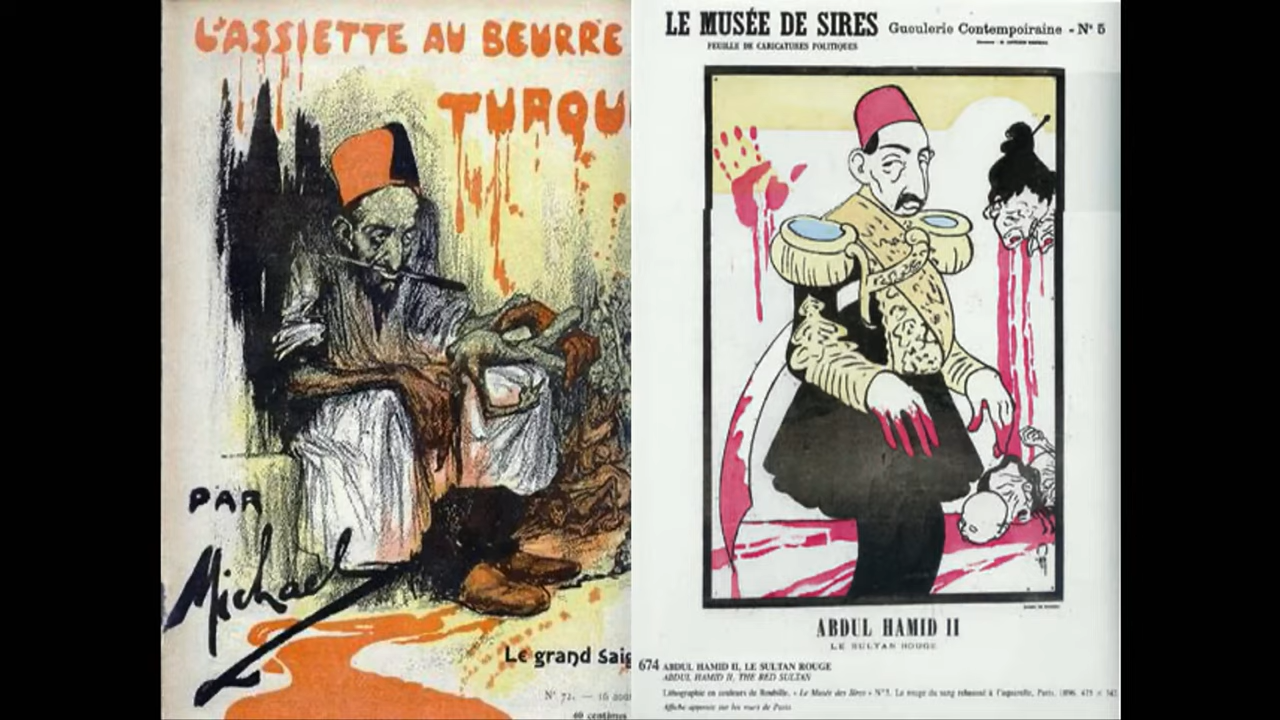 L'ASSIETTE AU BEURRE
TURQU
PAR
Michael
Le grand Saig
N° 72. — 16 aoû
40 centimes
LE MUSÉE DE SIRES
Gueulerie Contempoiraine - N° 5
FEUILLE DE CARICATURES POLITIQUES
ABDUL HAMID II
LE SULTAN ROUGE
674 ABDUL HAMID II, LE SULTAN ROUGE
ABDUL HAMID II, THE RED SULTAN
Lithographie en couleurs de Roubille. « Le Musée des Sires » N° 5. Le rouge du sang rehaussé à l'aquarelle, Paris, 1896.
Affiche apposée sur les murs de Paris